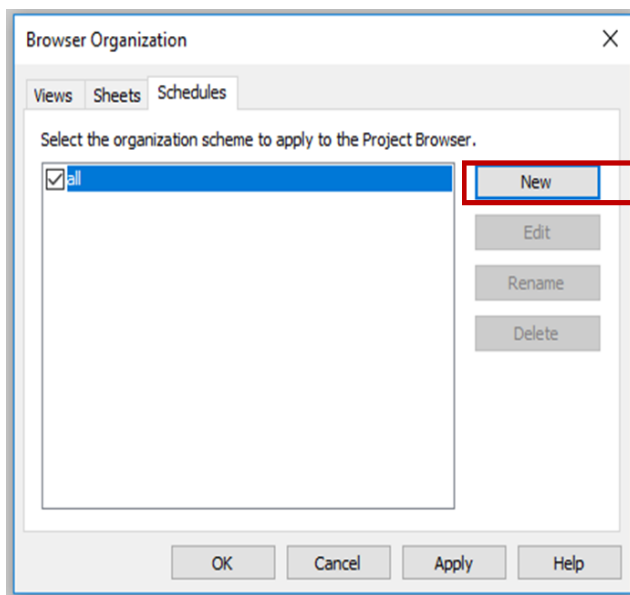 Browser Organization
Views Sheets Schedules
Select the organization scheme to apply to the Project Browser.
all
New
Edit
Rename
Delete
OK Cancel Apply Help